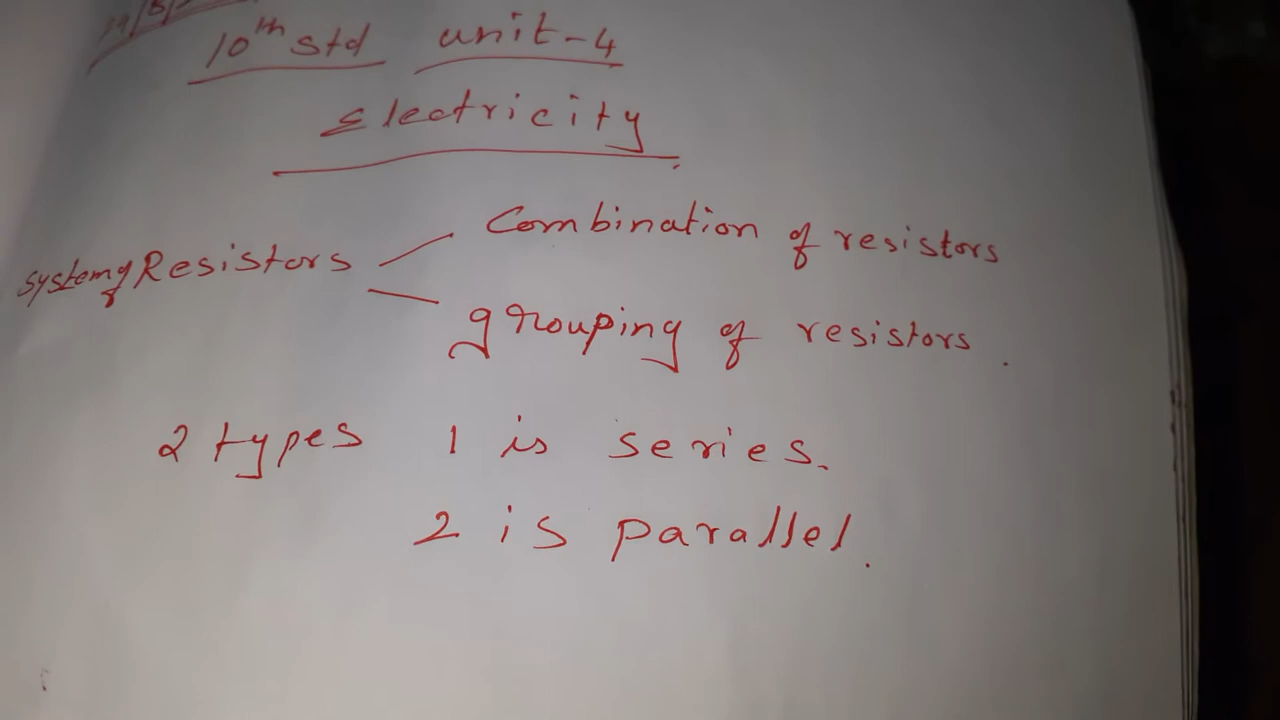 10th std unit-4
Electricity
Combination of resistors
system of Resistors
grouping of resistors.
2 types 1 is series.
2 is parallel.